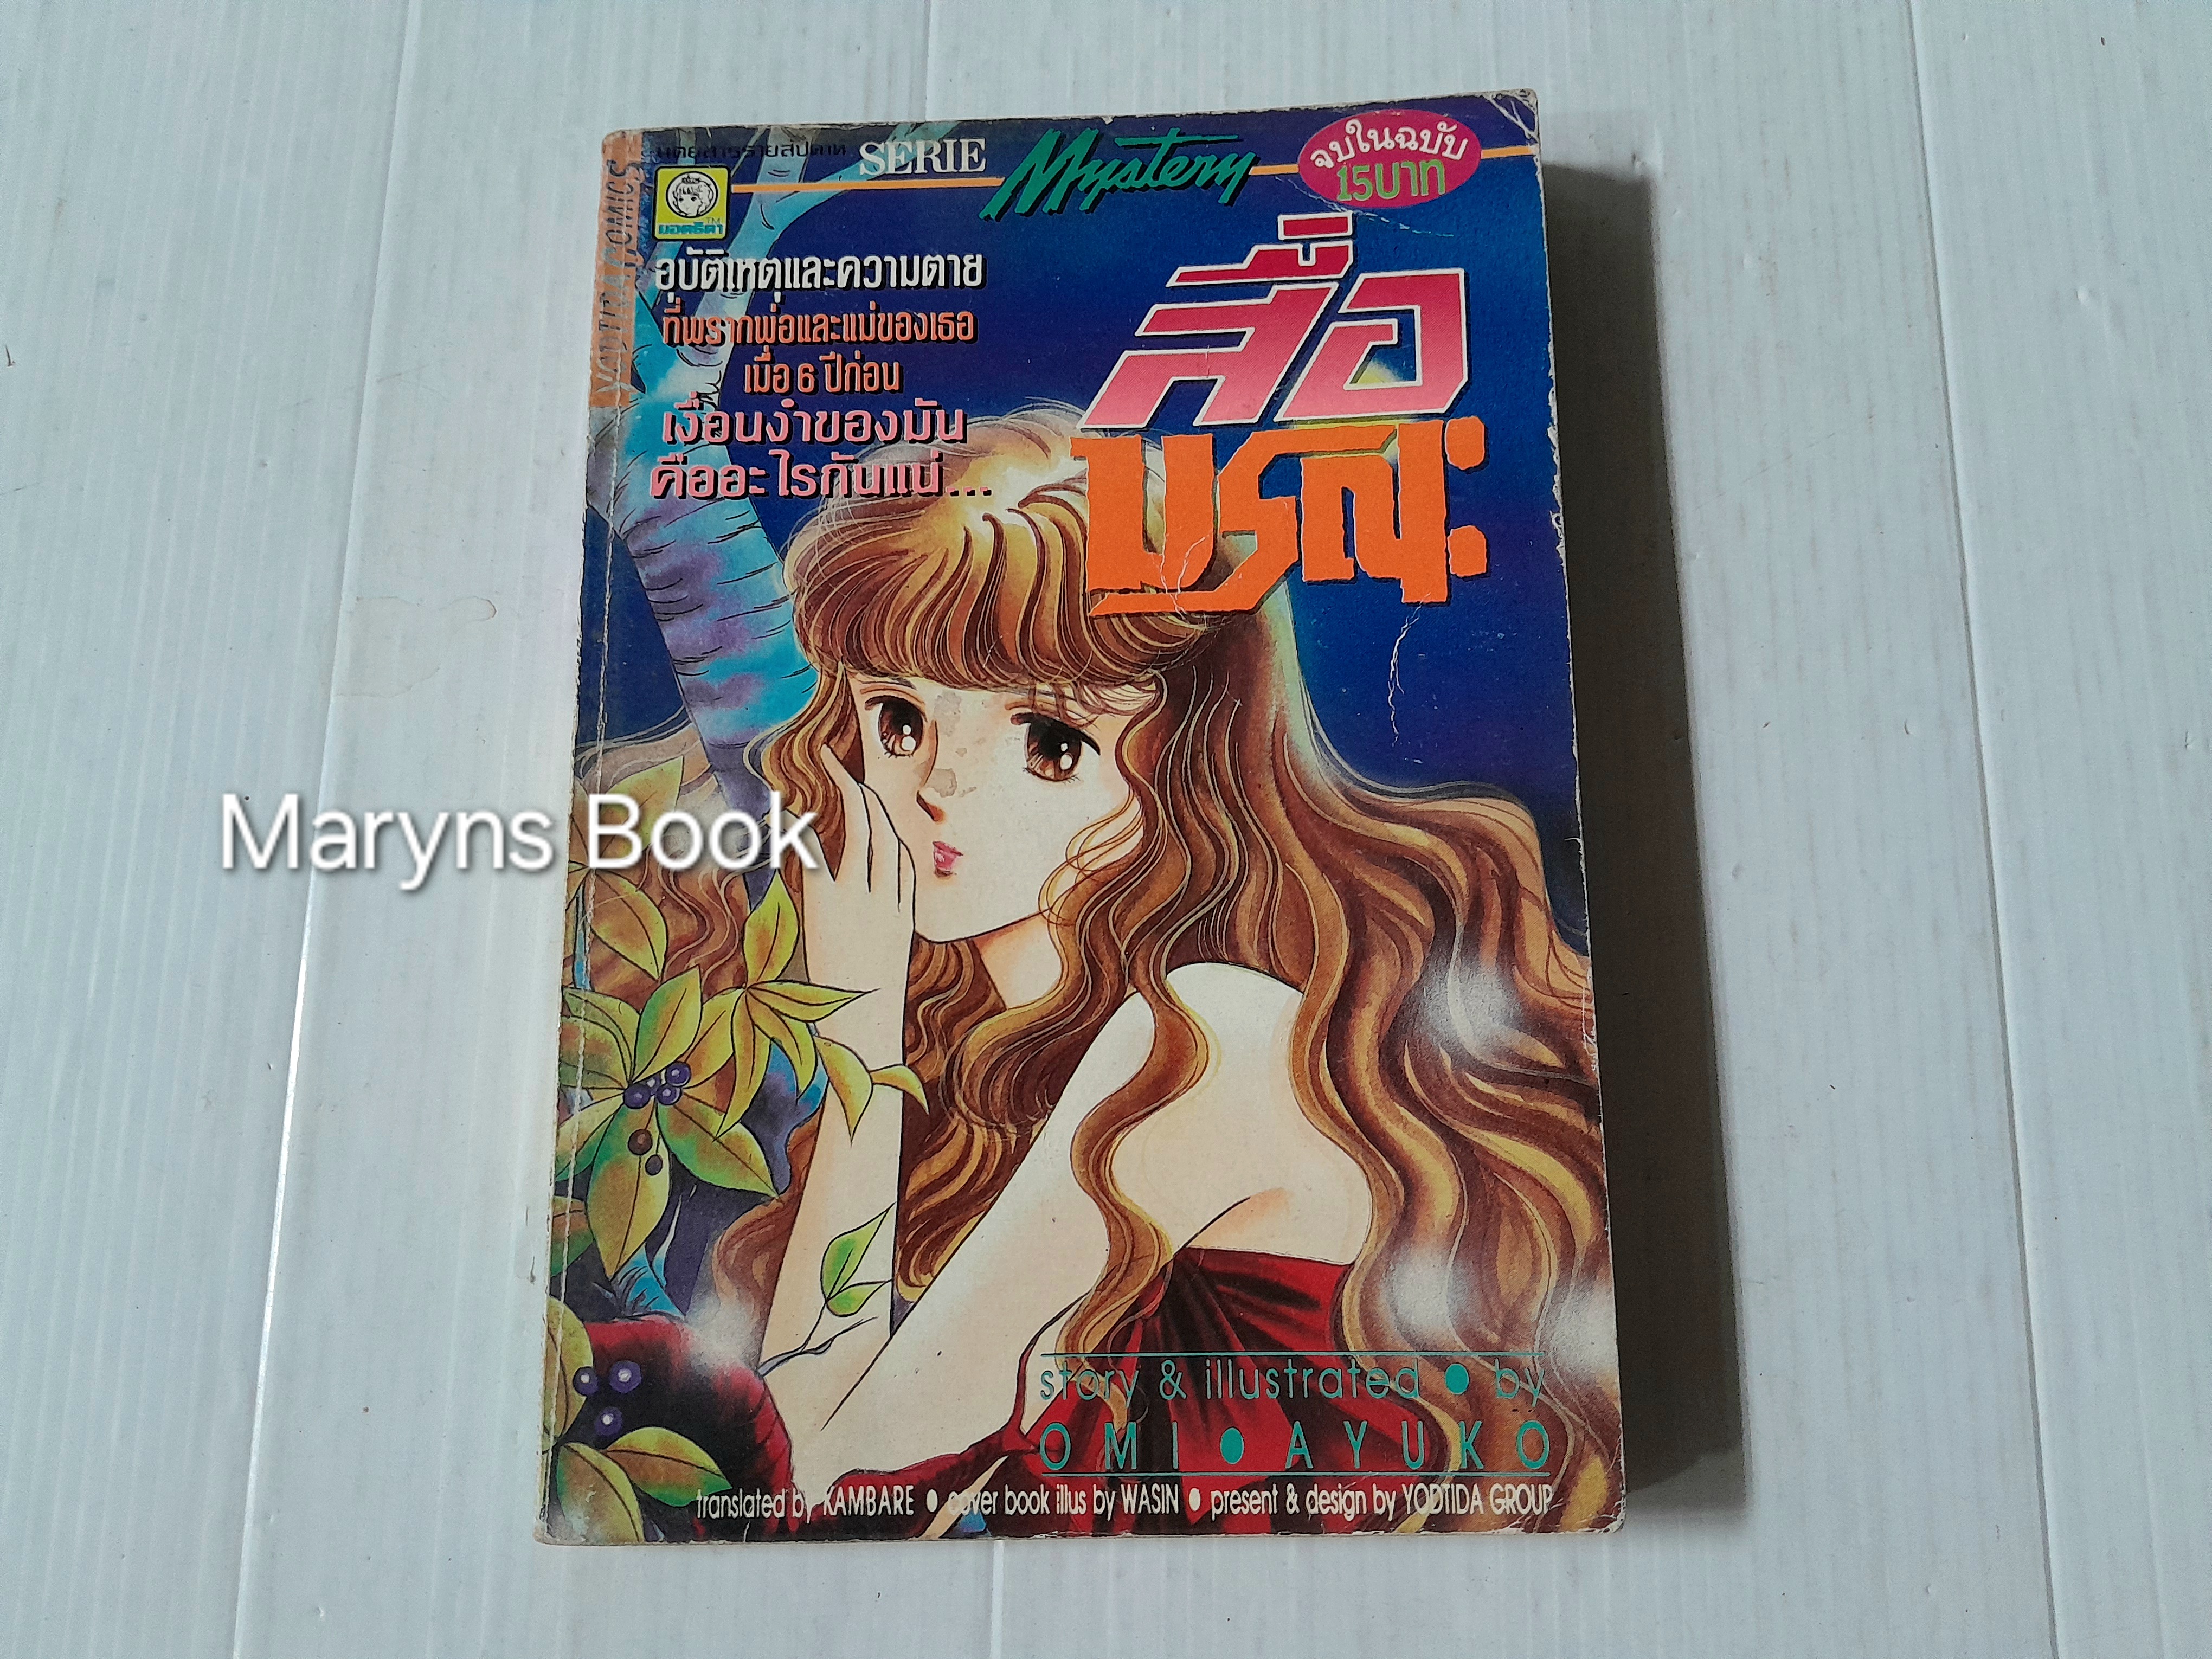 นิตยสารรายสัปดาห์ SERIE Mystery
จบในฉบับ
15บาท
YODTIDA COMICS
TM
ยอดธิดา
อุบัติเหตุและความตาย
ที่พรากพ่อและแม่ของเธอ
เมื่อ 6 ปีก่อน
เงื่อนงำของมัน
คืออะไรกันแน่...
สื่อ
มรณะ
Maryns Book
story & illustrated • by
OMI • AYUKO
translated by KAMBARE • cover book illus by WASIN • present & design by YODTIDA GROUP